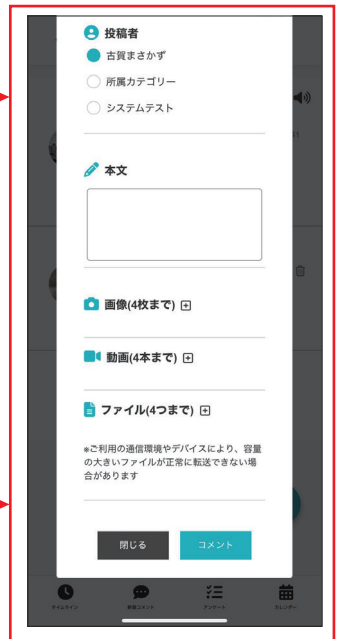 投稿者
古賀まさかず
所属カテゴリー
システムテスト
本文
画像(4枚まで)
動画(4本まで)
ファイル(4つまで)
※ご利用の通信環境やデバイスにより、容量
の大きいファイルが正常に転送できない場
合があります
閉じる
コメント
タイムライン
新着コメント
アンケート
カレンダー